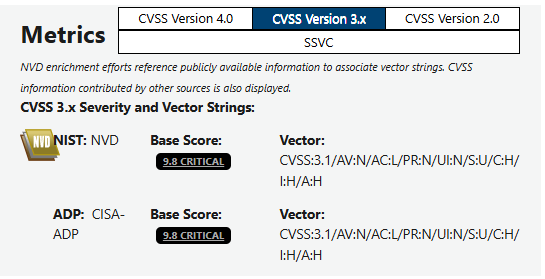 Metrics
CVSS Version 4.0 CVSS Version 3.x CVSS Version 2.0
SSVC
NVD enrichment efforts reference publicly available information to associate vector strings. CVSS
information contributed by other sources is also displayed.
CVSS 3.x Severity and Vector Strings:
NVD NIST: NVD Base Score: Vector:
9.8 CRITICAL CVSS:3.1/AV:N/AC:L/PR:N/UI:N/S:U/C:H/
I:H/A:H
ADP: CISA- Base Score: Vector:
ADP 9.8 CRITICAL CVSS:3.1/AV:N/AC:L/PR:N/UI:N/S:U/C:H/
I:H/A:H